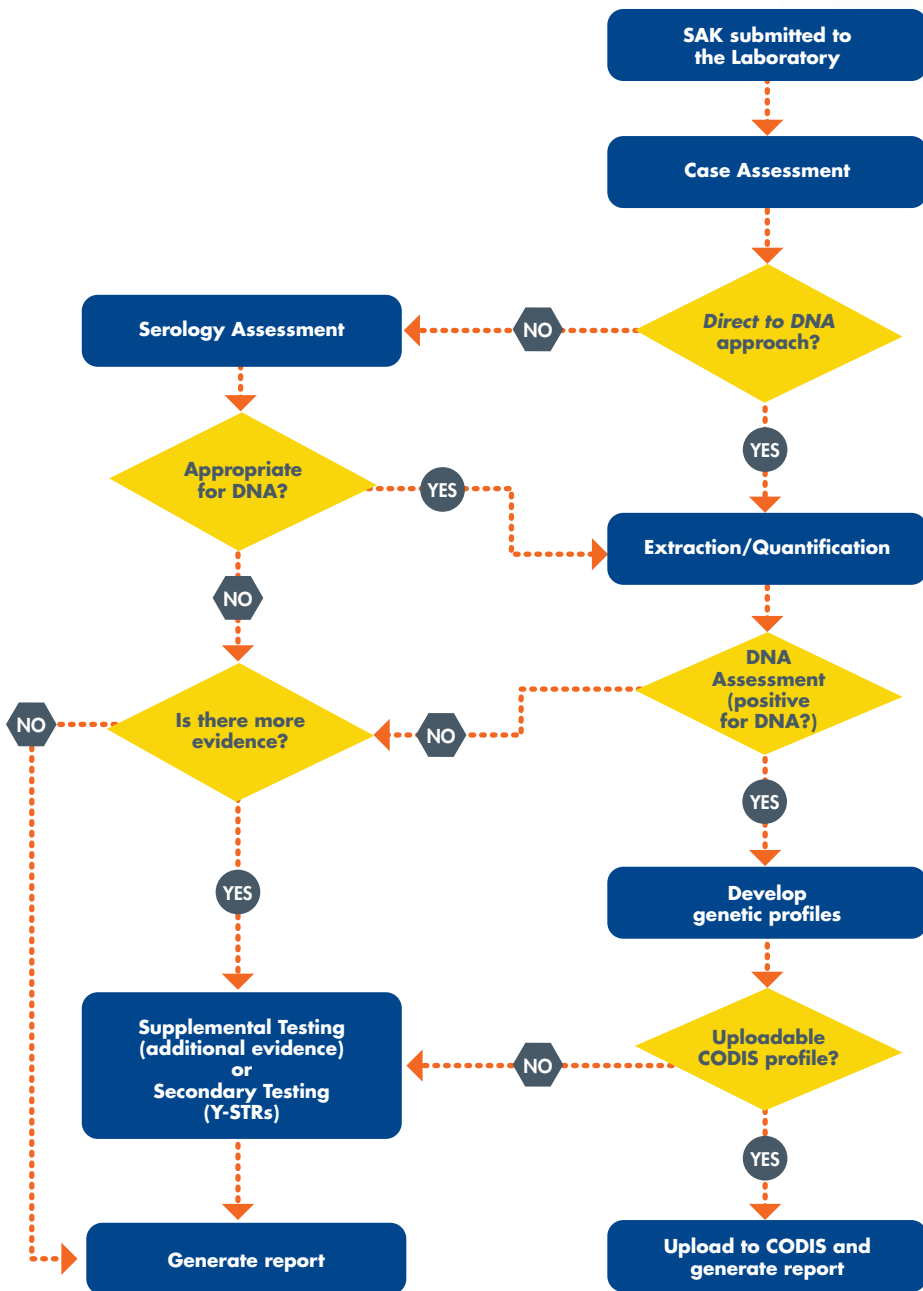 SAK submitted to
the Laboratory
Case Assessment
Direct to DNA
approach?
NO
Serology Assessment
YES
Appropriate
for DNA?
YES
Extraction/Quantification
NO
DNA
Assessment
(positive
for DNA?)
NO
Is there more
evidence?
NO
YES
YES
Develop
genetic profiles
Supplemental Testing
(additional evidence)
or
Secondary Testing
(Y-STRs)
NO
Uploadable
CODIS profile?
YES
Generate report
Upload to CODIS and
generate report